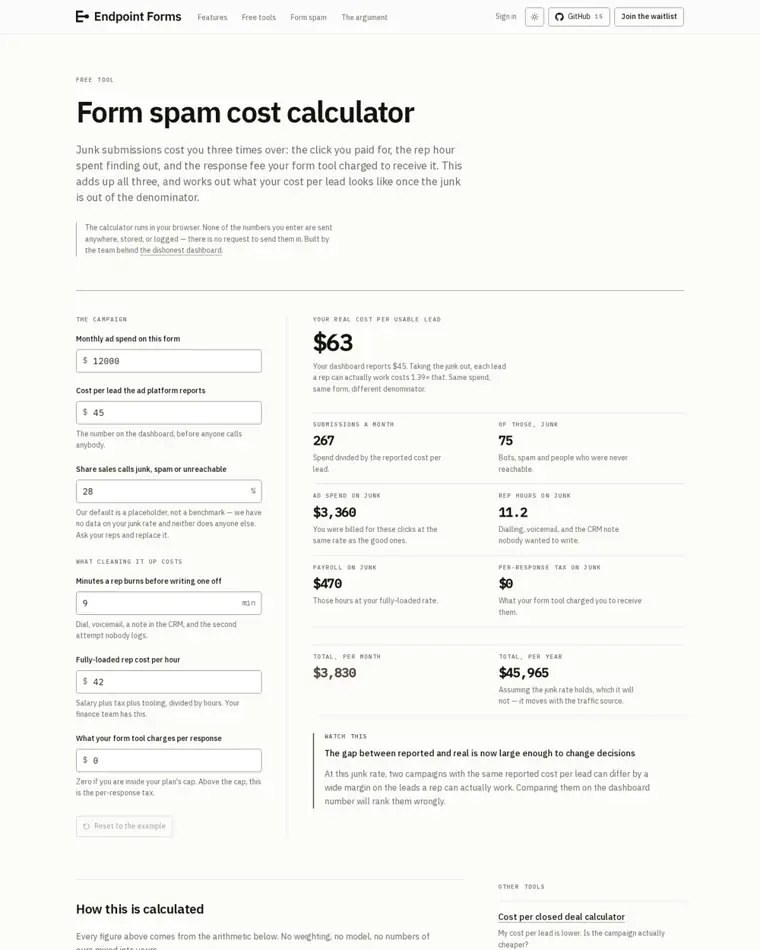 Endpoint Forms
Features
Free tools
Form spam
The argument
Sign in
GitHub 15
Join the waitlist
FREE TOOL
Form spam cost calculator
Junk submissions cost you three times over: the click you paid for, the rep hour
spent finding out, and the response fee your form tool charged to receive it. This
adds up all three, and works out what your cost per lead looks like once the junk
is out of the denominator.
The calculator runs in your browser. None of the numbers you enter are sent
anywhere, stored, or logged — there is no request to send them in. Built by
the team behind the dishonest dashboard.
THE CAMPAIGN
Monthly ad spend on this form
$ 12000
Cost per lead the ad platform reports
$ 45
The number on the dashboard, before anyone calls
anybody.
Share sales calls junk, spam or unreachable
28 %
Our default is a placeholder, not a benchmark — we have
no data on your junk rate and neither does anyone else.
Ask your reps and replace it.
WHAT CLEANING IT UP COSTS
Minutes a rep burns before writing one off
9 min
Dial, voicemail, a note in the CRM, and the second
attempt nobody logs.
Fully-loaded rep cost per hour
$ 42
Salary plus tax plus tooling, divided by hours. Your
finance team has this.
What your form tool charges per response
$ 0
Zero if you are inside your plan's cap. Above the cap, this
is the per-response tax.
Reset to the example
YOUR REAL COST PER USABLE LEAD
$63
Your dashboard reports $45. Taking the junk out, each lead
a rep can actually work costs 1.39× that. Same spend,
same form, different denominator.
SUBMISSIONS A MONTH
267
Spend divided by the reported cost per
lead.
OF THOSE, JUNK
75
Bots, spam and people who were never
reachable.
AD SPEND ON JUNK
$3,360
You were billed for these clicks at the
same rate as the good ones.
REP HOURS ON JUNK
11.2
Dialling, voicemail, and the CRM note
nobody wanted to write.
PAYROLL ON JUNK
$470
Those hours at your fully-loaded rate.
PER-RESPONSE TAX ON JUNK
$0
What your form tool charged you to receive
them.
TOTAL, PER MONTH
$3,830
TOTAL, PER YEAR
$45,965
Assuming the junk rate holds, which it will
not — it moves with the traffic source.
WATCH THIS
The gap between reported and real is now large enough to change decisions
At this junk rate, two campaigns with the same reported cost per lead can differ by a
wide margin on the leads a rep can actually work. Comparing them on the dashboard
number will rank them wrongly.
How this is calculated
Every figure above comes from the arithmetic below. No weighting, no model, no numbers of
ours mixed into yours.
OTHER TOOLS
Cost per closed deal calculator
My cost per lead is lower. Is the campaign actually
cheaper?